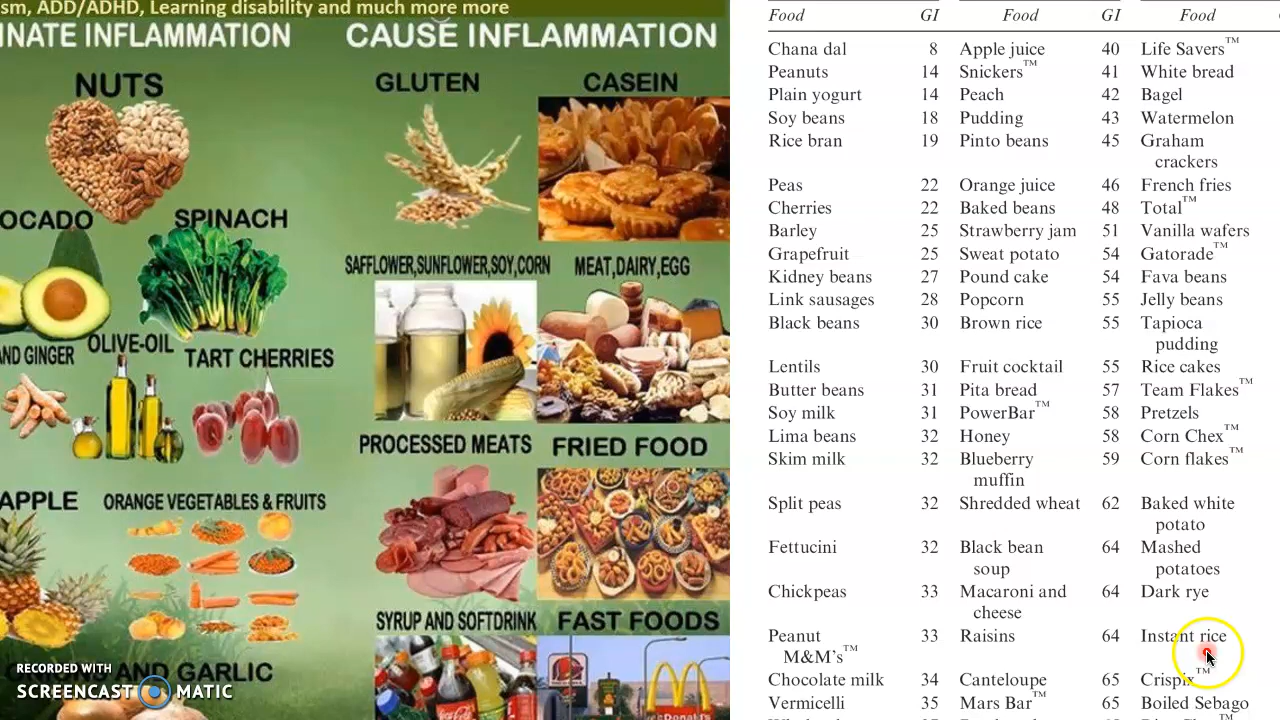 sm, ADD/ADHD, Learning disability and much more more
NATE INFLAMMATION
CAUSE INFLAMMATION
NUTS
GLUTEN
CASEIN
OCADO
SPINACH
SAFFLOWER,SUNFLOWER,SOY,CORN
MEAT,DAIRY,EGG
AND GINGER
OLIVE-OIL
TART CHERRIES
PROCESSED MEATS
FRIED FOOD
APPLE
ORANGE VEGETABLES & FRUITS
SYRUP AND SOFTDRINK
FAST FOODS
AND GARLIC
RECORDED WITH
SCREENCAST MATIC
McDonald's
Food GI Food GI Food
Chana dal 8 Apple juice 40 Life Savers™
Peanuts 14 Snickers™ 41 White bread
Plain yogurt 14 Peach 42 Bagel
Soy beans 18 Pudding 43 Watermelon
Rice bran 19 Pinto beans 45 Graham
crackers
Peas 22 Orange juice 46 French fries
Cherries 22 Baked beans 48 Total™
Barley 25 Strawberry jam 51 Vanilla wafers
Grapefruit 25 Sweet potato 54 Gatorade™
Kidney beans 27 Pound cake 54 Fava beans
Link sausages 28 Popcorn 55 Jelly beans
Black beans 30 Brown rice 55 Tapioca
pudding
Lentils 30 Fruit cocktail 55 Rice cakes
Butter beans 31 Pita bread 57 Team Flakes™
Soy milk 31 PowerBar™ 58 Pretzels
Lima beans 32 Honey 58 Corn Chex™
Skim milk 32 Blueberry 59 Corn flakes™
muffin
Split peas 32 Shredded wheat 62 Baked white
potato
Fettucini 32 Black bean 64 Mashed
soup potatoes
Chickpeas 33 Macaroni and 64 Dark rye
cheese
Peanut 33 Raisins 64 Instant rice
M&M's™
Chocolate milk 34 Canteloupe 65 Crispix™
Vermicelli 35 Mars Bar™ 65 Boiled Sebago